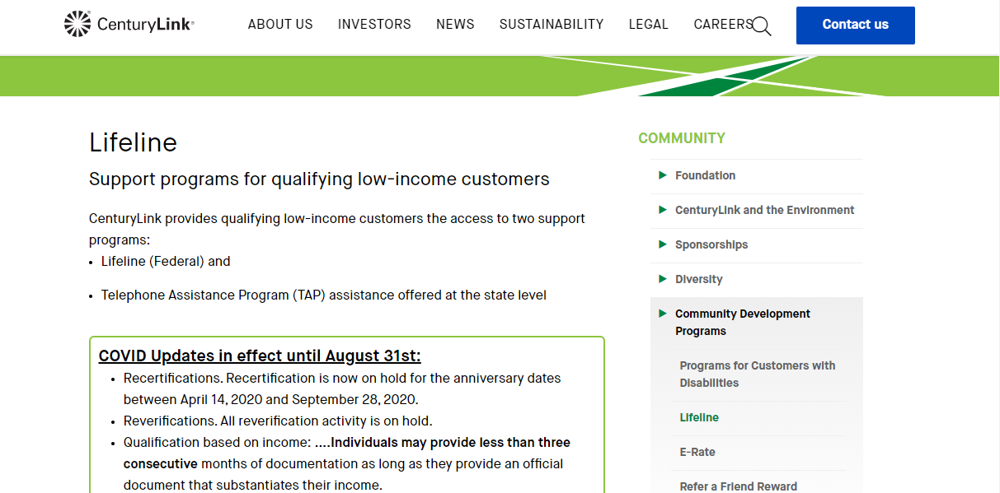 CenturyLink®
ABOUT US INVESTORS NEWS SUSTAINABILITY LEGAL CAREERS Contact us
Lifeline
Support programs for qualifying low-income customers
CenturyLink provides qualifying low-income customers the access to two support
programs:
• Lifeline (Federal) and
• Telephone Assistance Program (TAP) assistance offered at the state level
COVID Updates in effect until August 31st:
• Recertifications. Recertification is now on hold for the anniversary dates
between April 14, 2020 and September 28, 2020.
• Reverifications. All reverification activity is on hold.
• Qualification based on income: ....Individuals may provide less than three
consecutive months of documentation as long as they provide an official
document that substantiates their income.
COMMUNITY
Foundation
CenturyLink and the Environment
Sponsorships
Diversity
Community Development
Programs
Programs for Customers with
Disabilities
Lifeline
E-Rate
Refer a Friend Reward